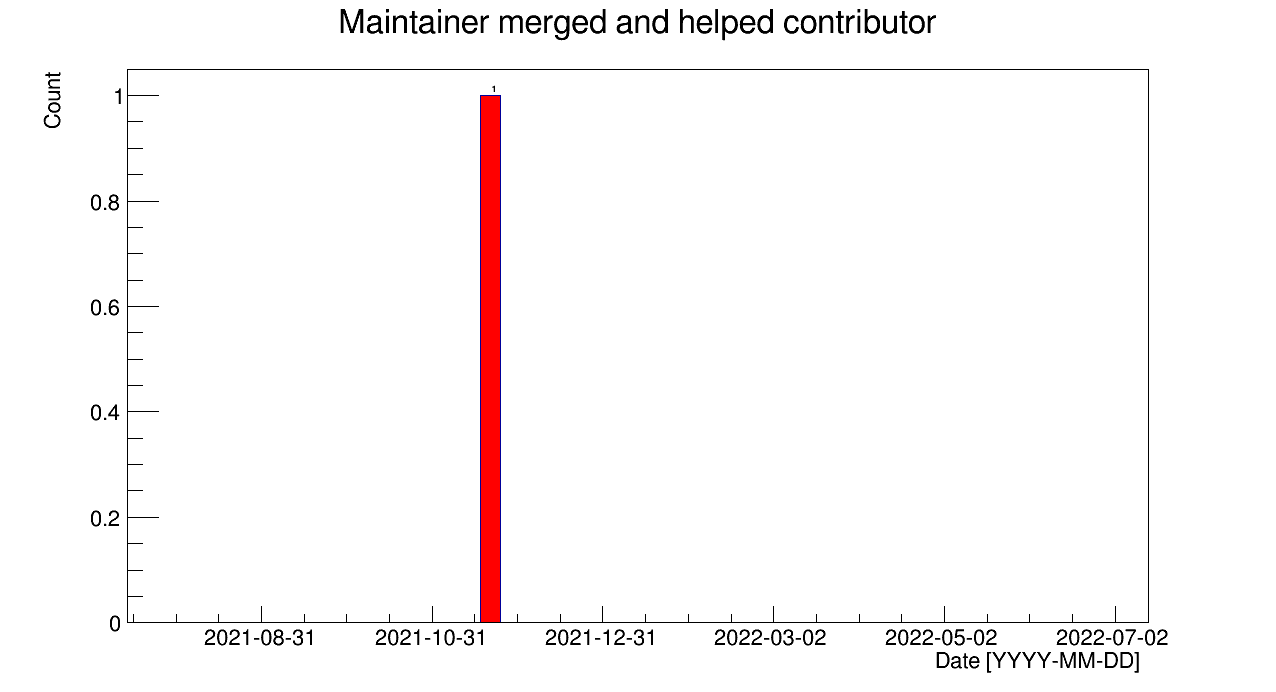 Maintainer merged and helped contributor
Count
1
1
0.8
0.6
0.4
0.2
0
2021-08-31 2021-10-31 2021-12-31 2022-03-02 2022-05-02 2022-07-02
Date [YYYY-MM-DD]